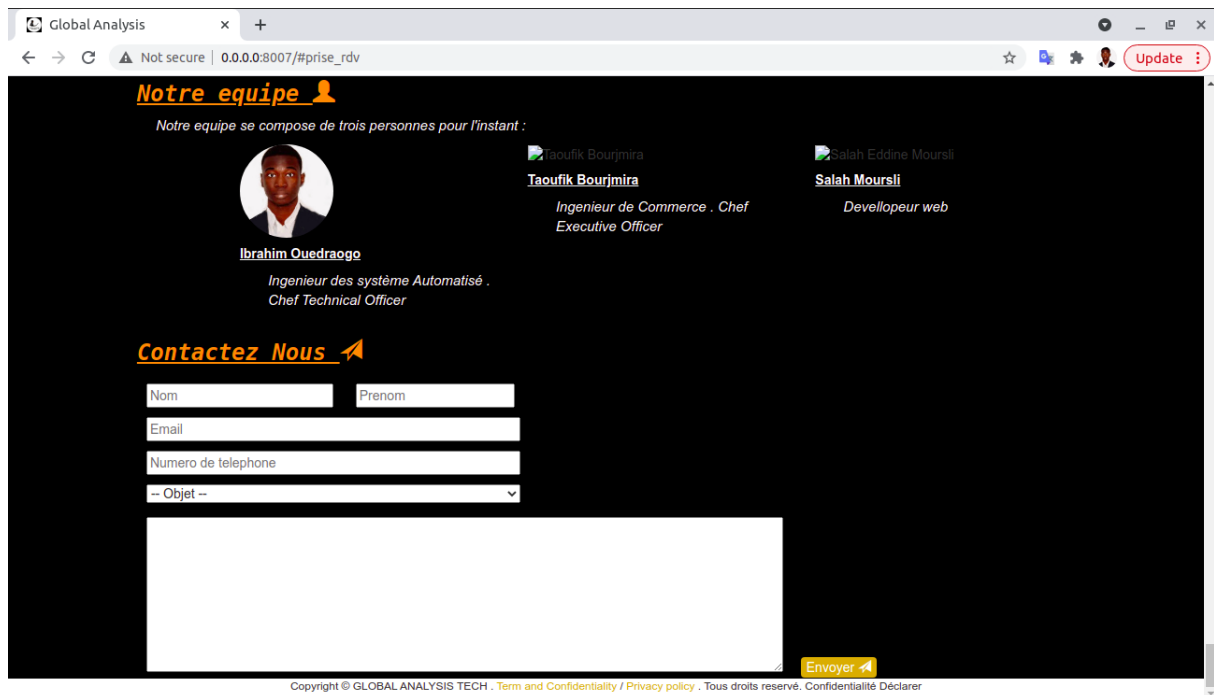 Global Analysis
Update
Not secure | 0.0.0.0:8007/#prise_rdv
Notre equipe
Notre equipe se compose de trois personnes pour l'instant :
Taoufik Bourjmira
Salah Eddine Moursli
Taoufik Bourjmira
Salah Moursli
Ingenieur de Commerce . Chef
Executive Officer
Devellopeur web
Ibrahim Ouedraogo
Ingenieur des système Automatisé .
Chef Technical Officer
Contactez Nous
Nom
Prenom
Email
Numero de telephone
-- Objet --
Envoyer
Copyright © GLOBAL ANALYSIS TECH . Term and Confidentiality / Privacy policy . Tous droits reservé. Confidentialité Déclarer